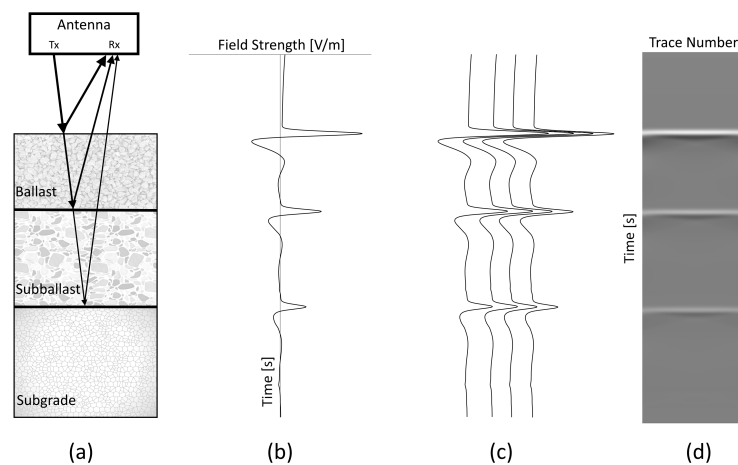 Antenna
Tx Rx
Ballast
Subballast
Subgrade
(a)
Field Strength [V/m]
Time [s]
(b)
(c)
Trace Number
Time [s]
(d)